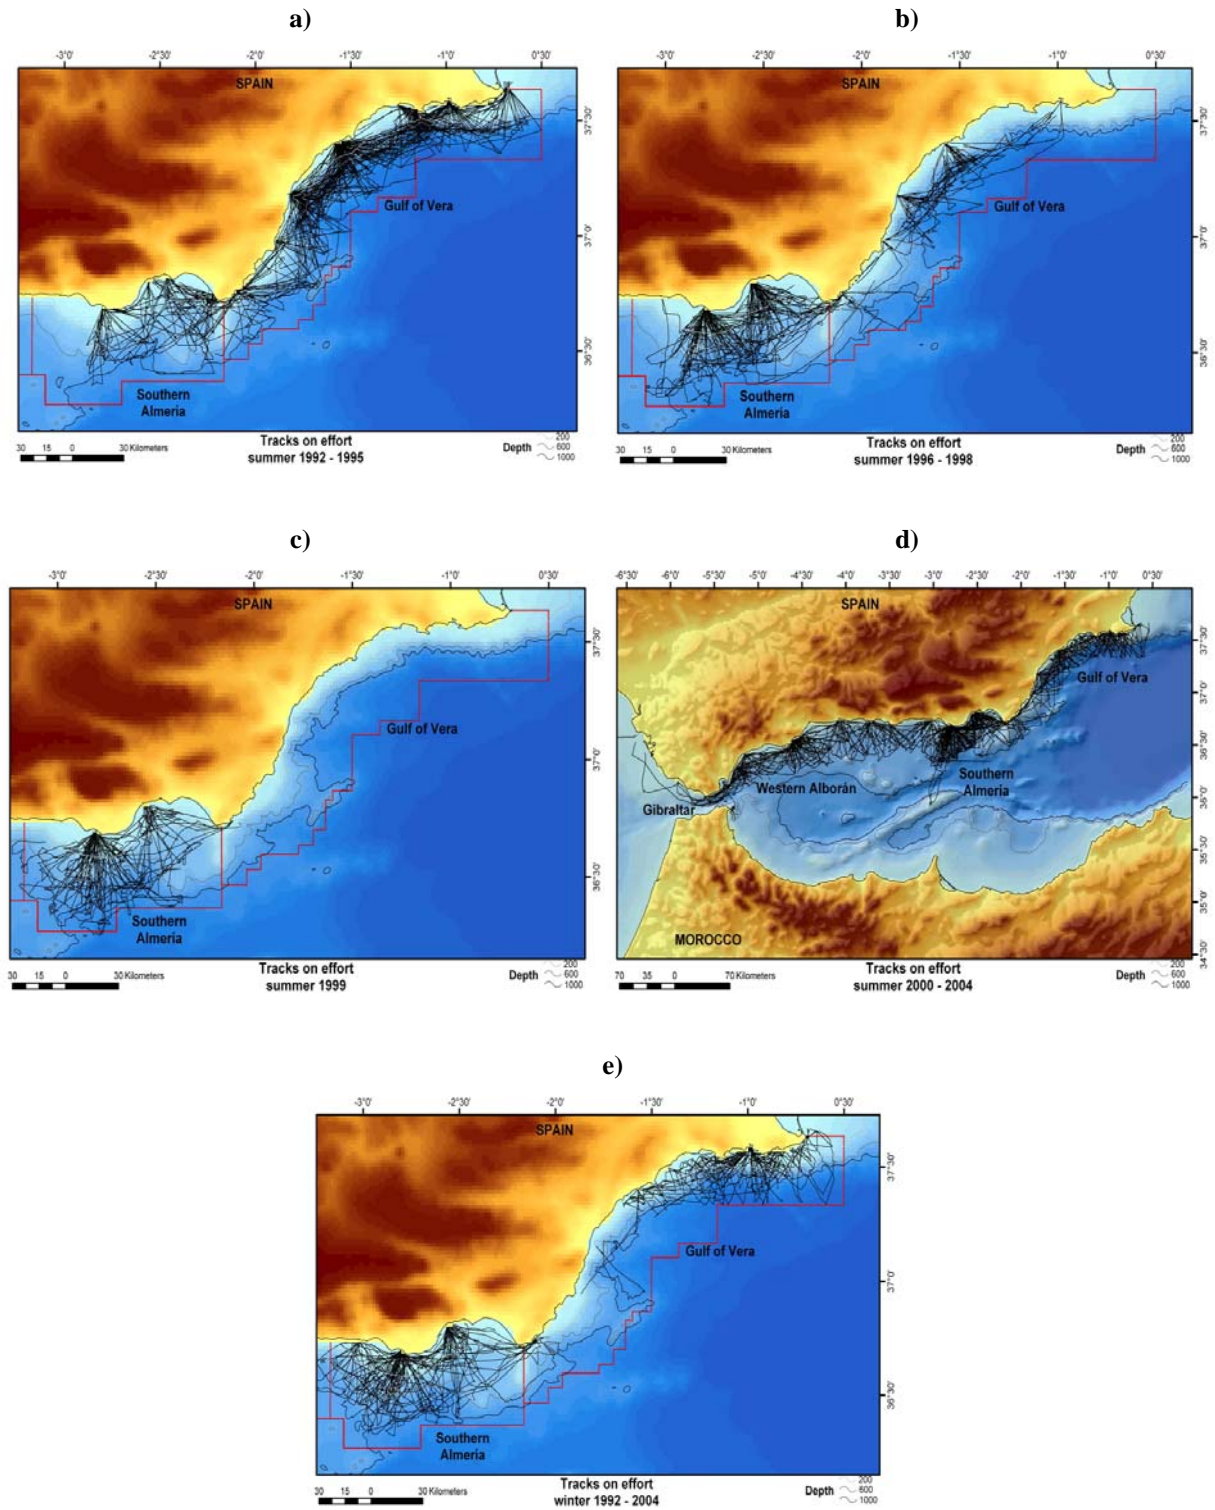 a)
-3°0'
-2°30'
-2°0'
-1°30'
-1°0'
0°30'
SPAIN
37°30'
Gulf of Vera
37°0'
36°30'
Southern
Almeria
30 15 0 30 Kilometers
Tracks on effort
summer 1992 - 1995
Depth
200
600
1000
b)
-3°0'
-2°30'
-2°0'
-1°30'
-1°0'
0°30'
SPAIN
37°30'
Gulf of Vera
37°0'
36°30'
Southern
Almeria
30 15 0 30 Kilometers
Tracks on effort
summer 1996 - 1998
Depth
200
600
1000
c)
-3°0'
-2°30'
-2°0'
-1°30'
-1°0'
0°30'
SPAIN
37°30'
Gulf of Vera
37°0'
36°30'
Southern
Almeria
30 15 0 30 Kilometers
Tracks on effort
summer 1999
Depth
200
600
1000
d)
-6°30'
-6°0'
-5°30'
-5°0'
-4°30'
-4°0'
-3°30'
-3°0'
-2°30'
-2°0'
-1°30'
-1°0'
0°30'
SPAIN
37°30'
Gulf of Vera
37°0'
36°30'
Western Alborán
Southern
Almeria
Gibraltar
36°0'
35°30'
35°0'
MOROCCO
34°30'
70 35 0 70 Kilometers
Tracks on effort
summer 2000 - 2004
Depth
200
600
1000
e)
-3°0'
-2°30'
-2°0'
-1°30'
-1°0'
0°30'
SPAIN
37°30'
Gulf of Vera
37°0'
36°30'
Southern
Almeria
30 15 0 30 Kilometers
Tracks on effort
winter 1992 - 2004
Depth
200
600
1000